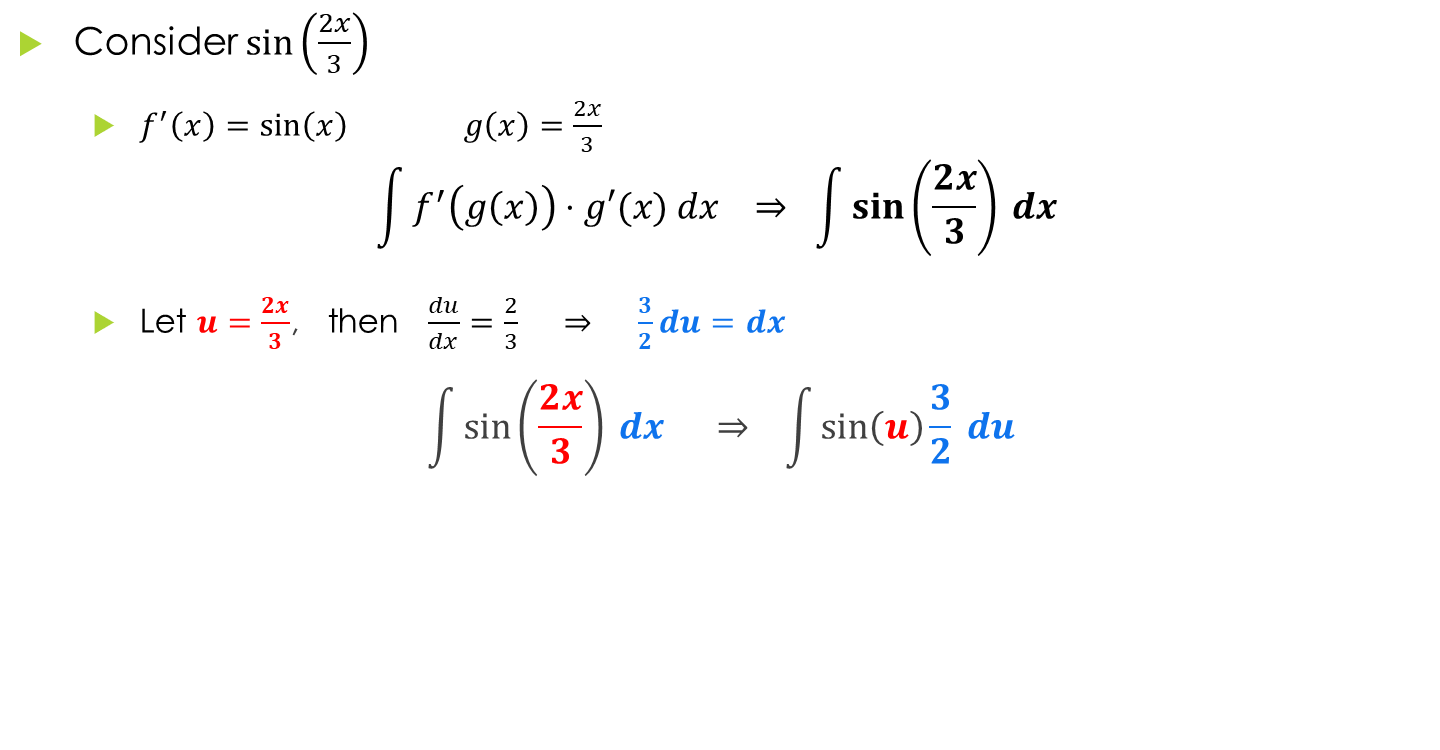 Consider sin(2x/3)
f′(x) = sin(x) g(x) = 2x/3
∫ f′(g(x)) · g′(x) dx ⇒ ∫ sin(2x/3) dx
Let u = 2x/3, then du/dx = 2/3 ⇒ 3/2 du = dx
∫ sin(2x/3) dx ⇒ ∫ sin(u) 3/2 du